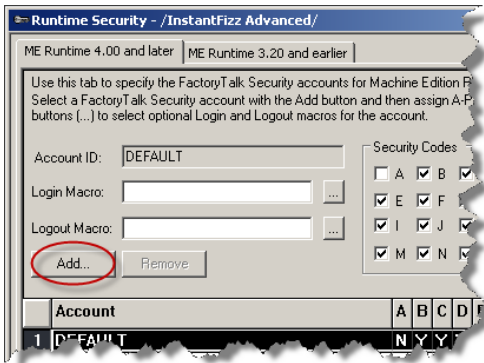 Runtime Security - /InstantFizz Advanced/
ME Runtime 4.00 and later ME Runtime 3.20 and earlier
Use this tab to specify the FactoryTalk Security accounts for Machine Edition
Select a FactoryTalk Security account with the Add button and then assign
buttons (...) to select optional Login and Logout macros for the account.
Account ID: DEFAULT
Security Codes
A B
Login Macro: ...
E F
Logout Macro: ...
I J
Add... Remove
M N
Account A B C D
1 DEFAULT N Y Y